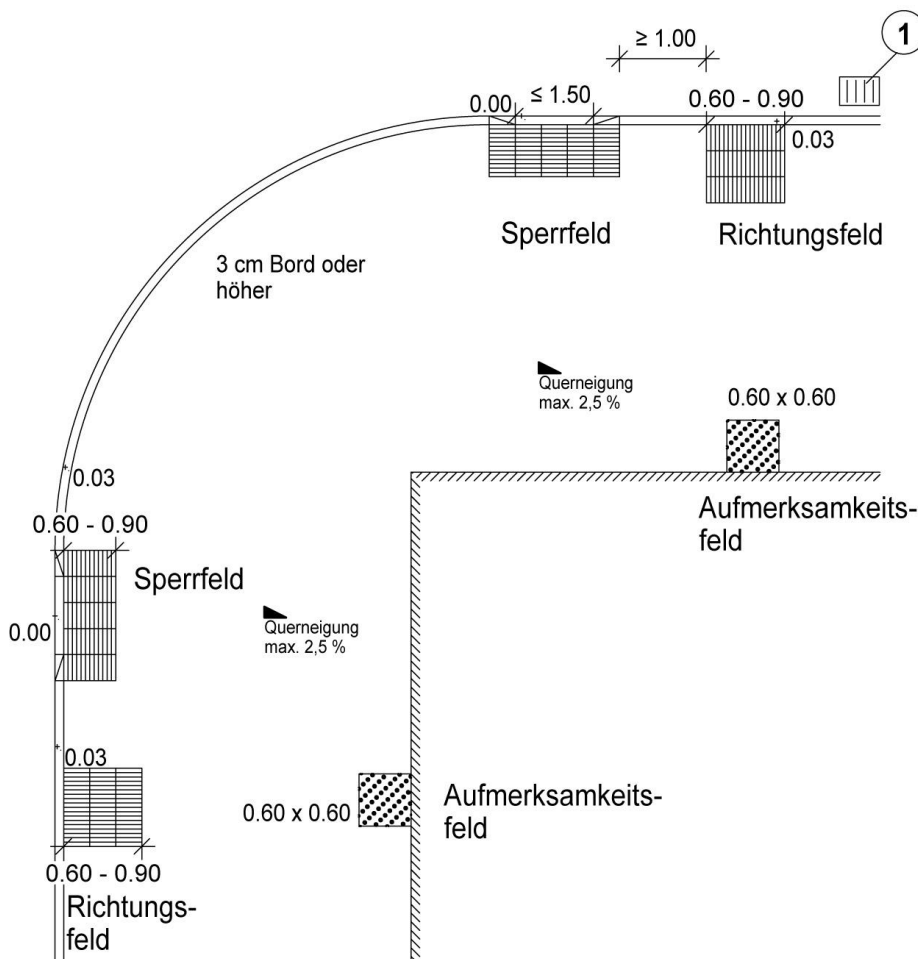 1
≥ 1.00
0.00
≤ 1.50
0.60 - 0.90
0.03
Sperrfeld
Richtungsfeld
3 cm Bord oder
höher
Querneigung
max. 2,5 %
0.60 x 0.60
0.03
Aufmerksamkeits-
feld
0.60 - 0.90
Sperrfeld
0.00
Querneigung
max. 2,5 %
0.03
0.60 x 0.60
Aufmerksamkeits-
feld
0.60 - 0.90
Richtungs-
feld